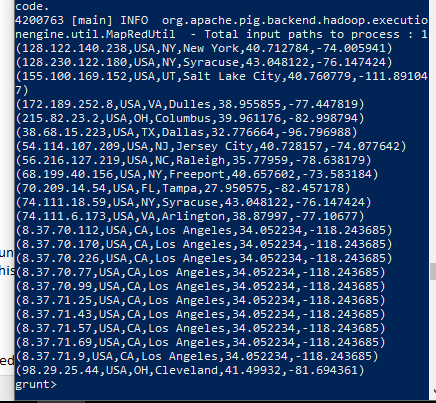 code.
4200763 [main] INFO  org.apache.pig.backend.hadoop.executio
nengine.util.MapRedUtil  - Total input paths to process : 1
(128.122.140.238,USA,NY,New York,40.712784,-74.005941)
(128.230.122.180,USA,NY,Syracuse,43.048122,-76.147424)
(155.100.169.152,USA,UT,Salt Lake City,40.760779,-111.89104
7)
(172.189.252.8,USA,VA,Dulles,38.955855,-77.447819)
(215.82.23.2,USA,OH,Columbus,39.961176,-82.998794)
(38.68.15.223,USA,TX,Dallas,32.776664,-96.796988)
(54.114.107.209,USA,NJ,Jersey City,40.728157,-74.077642)
(56.216.127.219,USA,NC,Raleigh,35.77959,-78.638179)
(68.199.40.156,USA,NY,Freeport,40.657602,-73.583184)
(70.209.14.54,USA,FL,Tampa,27.950575,-82.457178)
(74.111.18.59,USA,NY,Syracuse,43.048122,-76.147424)
(74.111.6.173,USA,VA,Arlington,38.87997,-77.10677)
(8.37.70.112,USA,CA,Los Angeles,34.052234,-118.243685)
(8.37.70.170,USA,CA,Los Angeles,34.052234,-118.243685)
(8.37.70.226,USA,CA,Los Angeles,34.052234,-118.243685)
(8.37.70.77,USA,CA,Los Angeles,34.052234,-118.243685)
(8.37.70.99,USA,CA,Los Angeles,34.052234,-118.243685)
(8.37.71.25,USA,CA,Los Angeles,34.052234,-118.243685)
(8.37.71.43,USA,CA,Los Angeles,34.052234,-118.243685)
(8.37.71.57,USA,CA,Los Angeles,34.052234,-118.243685)
(8.37.71.69,USA,CA,Los Angeles,34.052234,-118.243685)
(8.37.71.9,USA,CA,Los Angeles,34.052234,-118.243685)
(98.29.25.44,USA,OH,Cleveland,41.49932,-81.694361)
grunt>